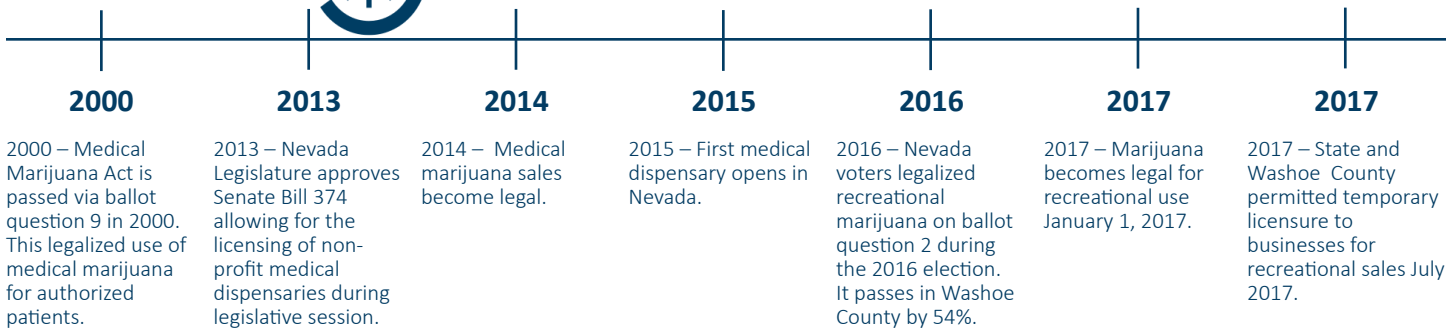 2000
2000 – Medical
Marijuana Act is
passed via ballot
question 9 in 2000.
This legalized use of
medical marijuana
for authorized
patients.
2013
2013 – Nevada
Legislature approves
Senate Bill 374
allowing for the
licensing of non-
profit medical
dispensaries during
legislative session.
2014
2014 –  Medical
marijuana sales
become legal.
2015
2015 – First medical
dispensary opens in
Nevada.
2016
2016 – Nevada
voters legalized
recreational
marijuana on ballot
question 2 during
the 2016 election.
It passes in Washoe
County by 54%.
2017
2017 – Marijuana
becomes legal for
recreational use
January 1, 2017.
2017
2017 – State and
Washoe  County
permitted temporary
licensure to
businesses for
recreational sales July
2017.